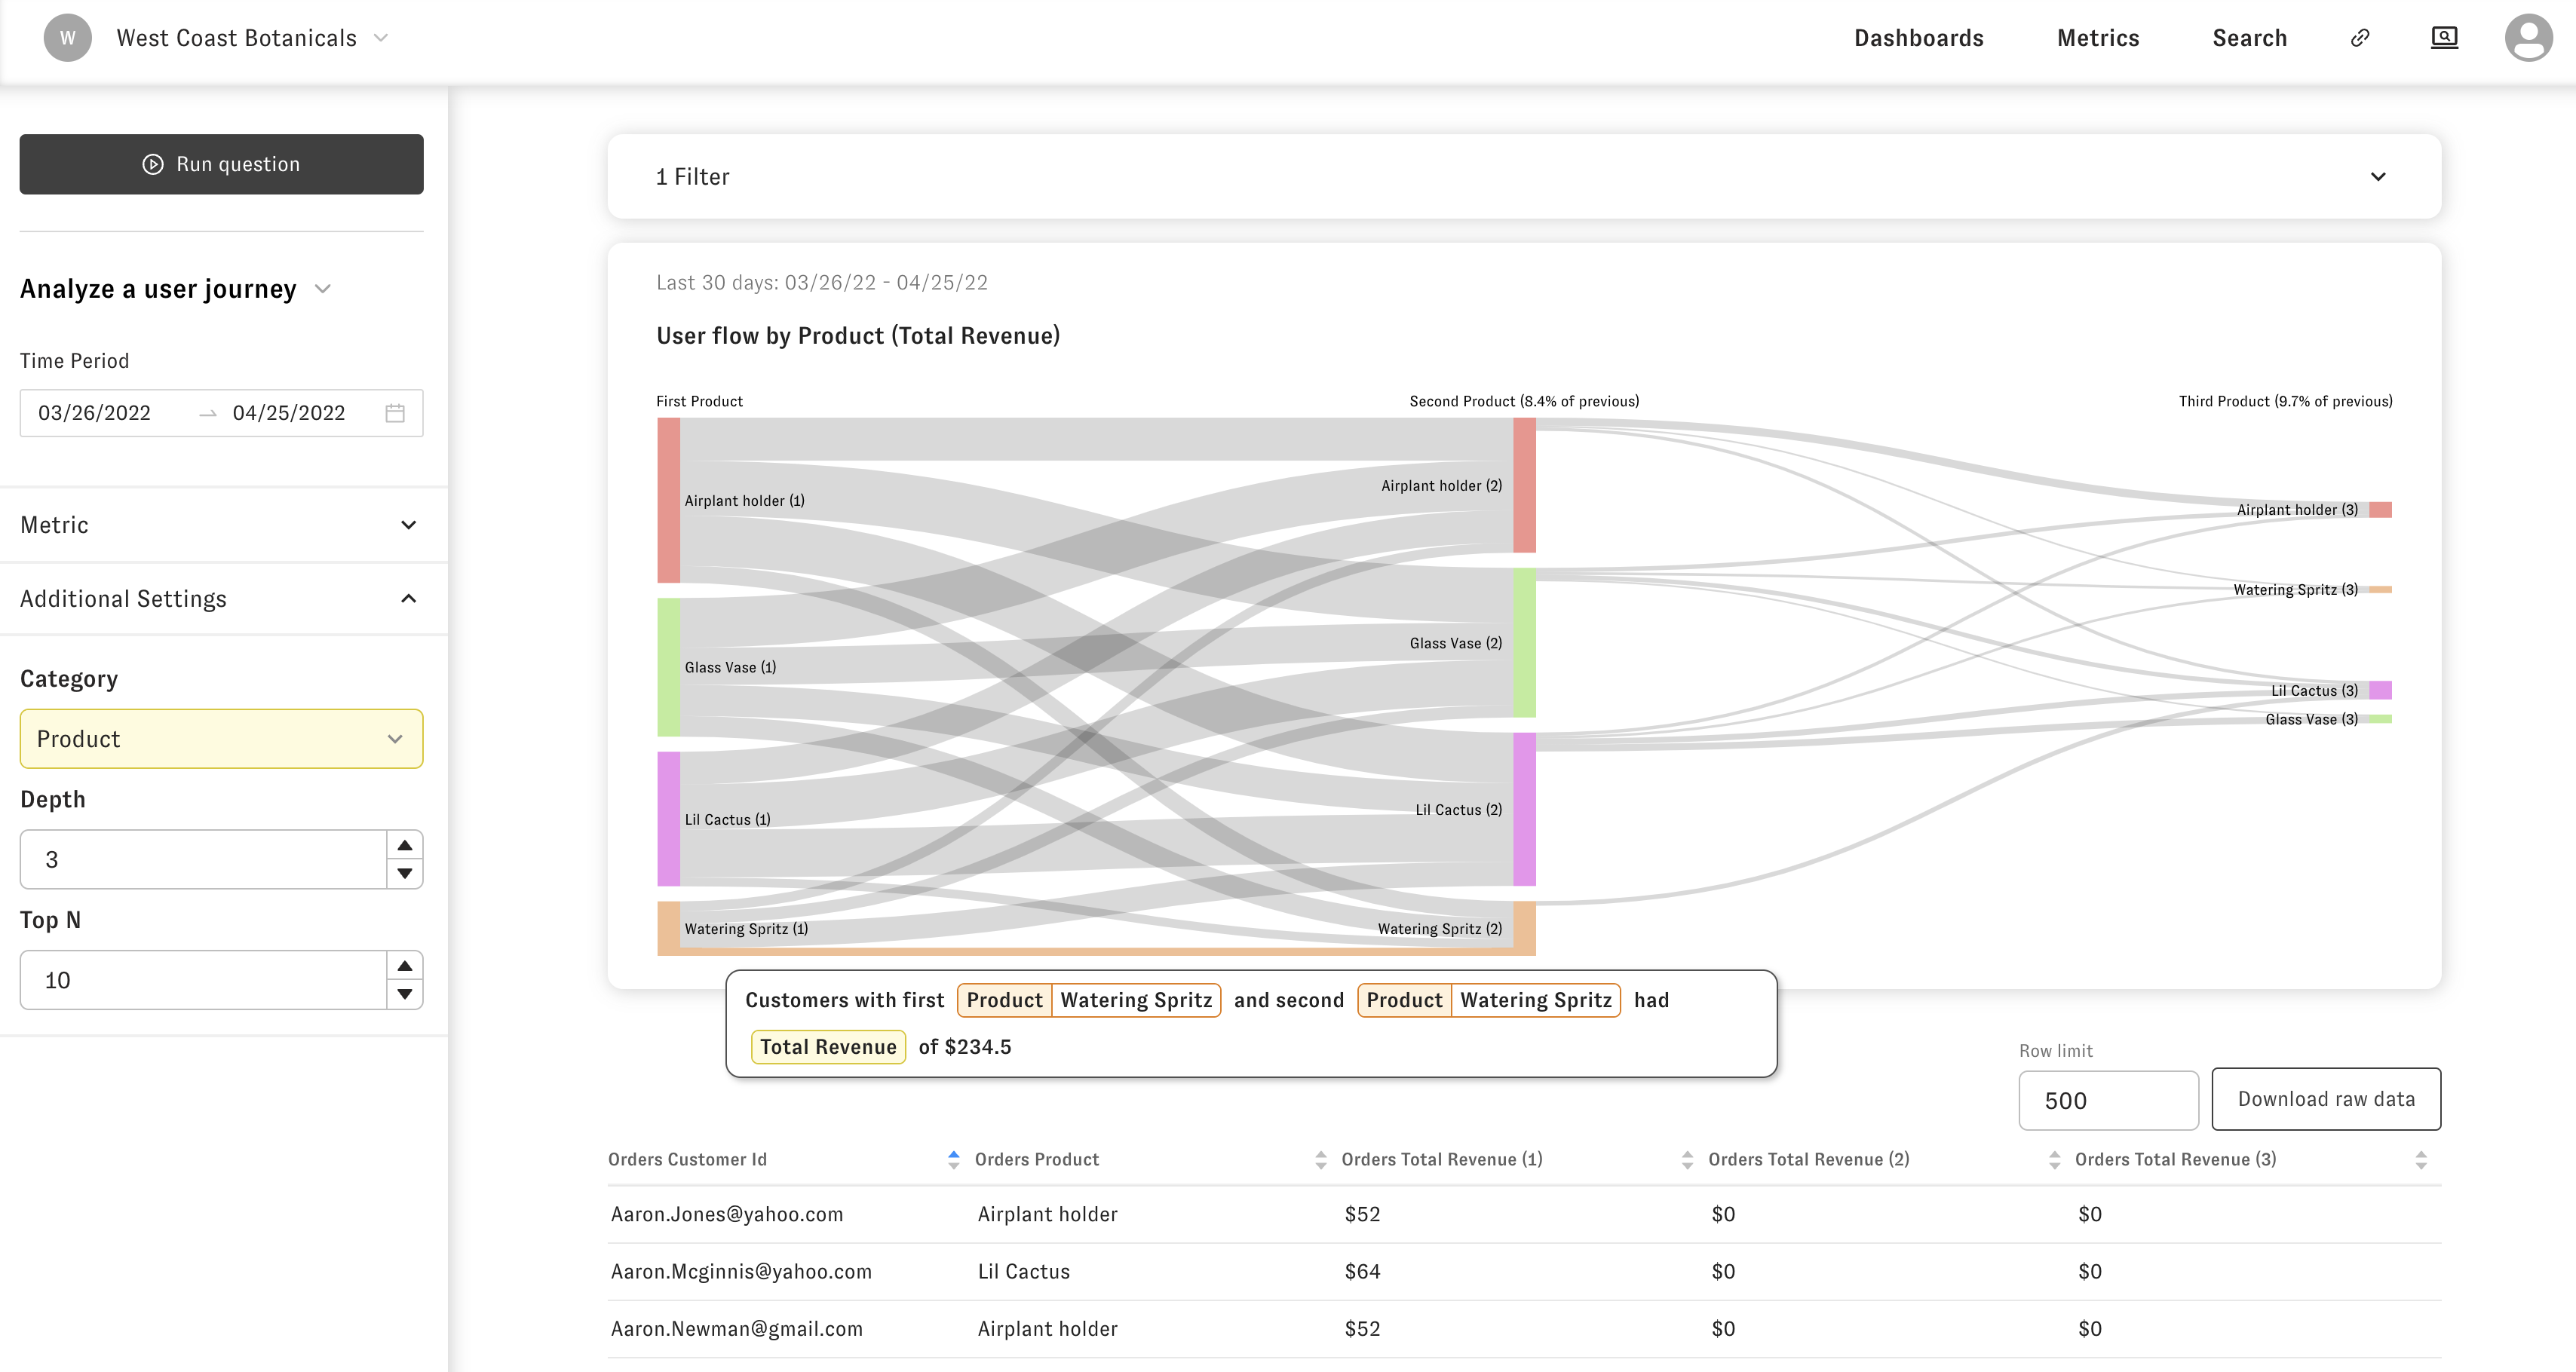 W West Coast Botanicals Dashboards Metrics Search
Run question
Analyze a user journey
Time Period
03/26/2022 → 04/25/2022
Metric
Additional Settings
Category
Product
Depth
3
Top N
10
1 Filter
Last 30 days: 03/26/22 - 04/25/22
User flow by Product (Total Revenue)
First Product Second Product (8.4% of previous) Third Product (9.7% of previous)
Airplant holder (1)
Glass Vase (1)
Lil Cactus (1)
Watering Spritz (1)
Airplant holder (2)
Glass Vase (2)
Lil Cactus (2)
Watering Spritz (2)
Airplant holder (3)
Watering Spritz (3)
Lil Cactus (3)
Glass Vase (3)
Customers with first Product Watering Spritz and second Product Watering Spritz had
Total Revenue of $234.5
Row limit
500 Download raw data
Orders Customer Id Orders Product Orders Total Revenue (1) Orders Total Revenue (2) Orders Total Revenue (3)
Aaron.Jones@yahoo.com Airplant holder $52 $0 $0
Aaron.Mcginnis@yahoo.com Lil Cactus $64 $0 $0
Aaron.Newman@gmail.com Airplant holder $52 $0 $0